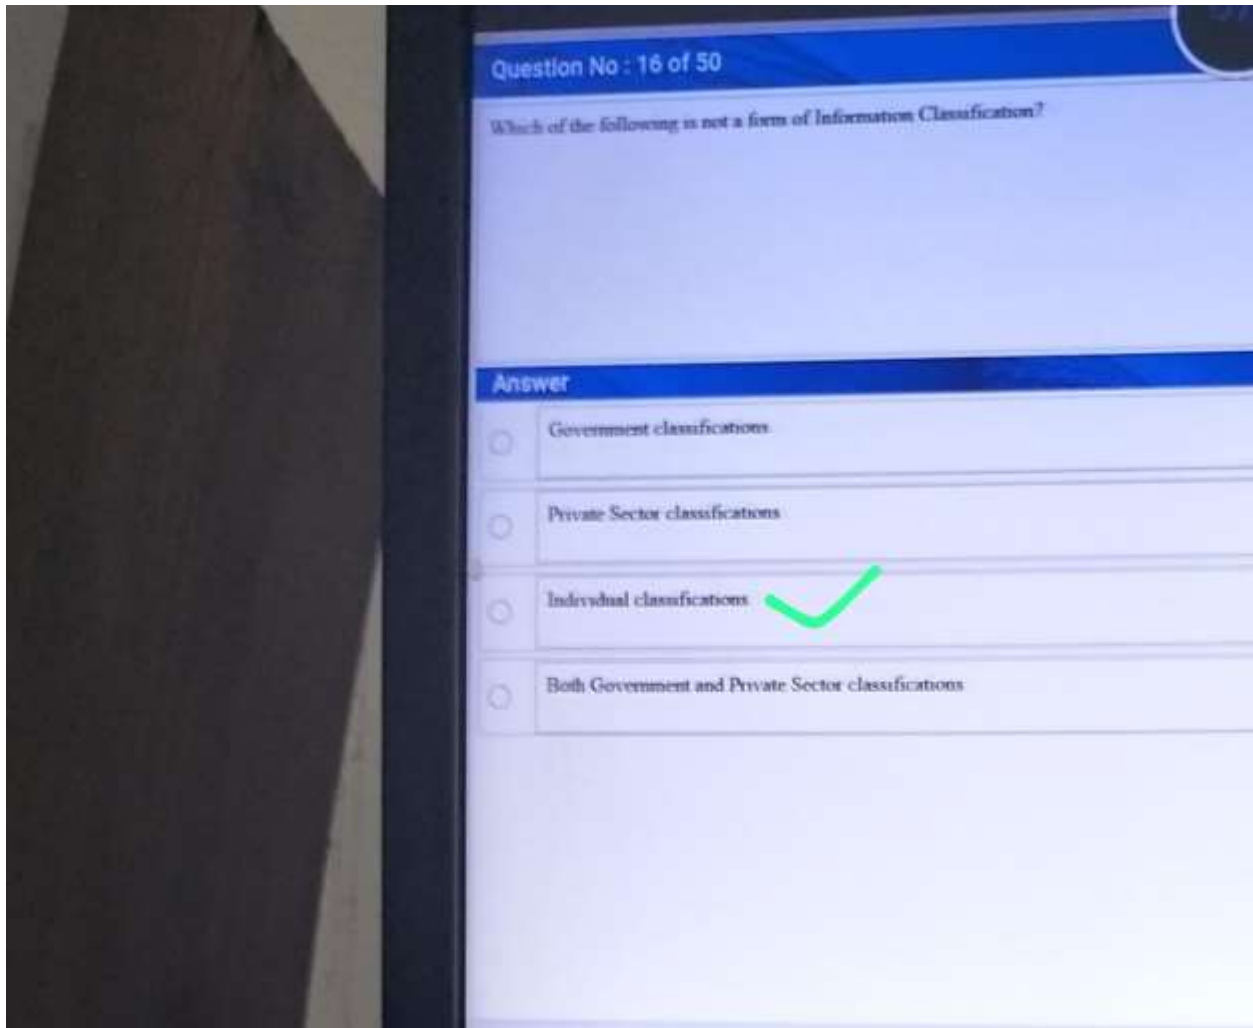 Question No : 16 of 50
Which of the following is not a form of Information Classification?
Answer
Government classifications
Private Sector classifications
Individual classifications
Both Government and Private Sector classifications